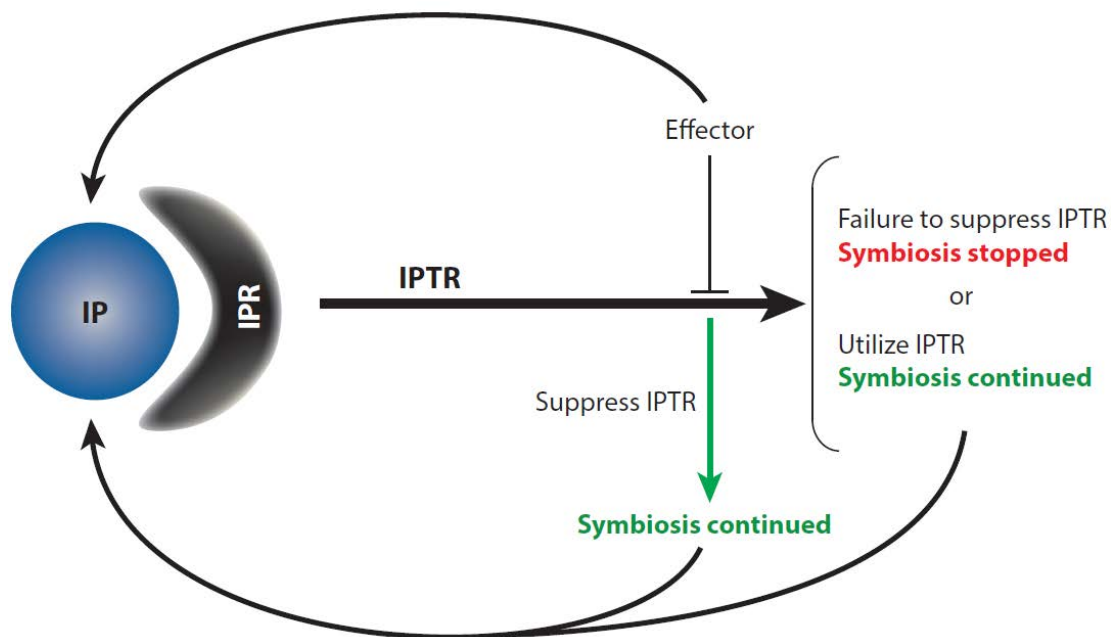 Effector
Failure to suppress IPTR
Symbiosis stopped
or
Utilize IPTR
Symbiosis continued
IP
IPR
IPTR
Suppress IPTR
Symbiosis continued